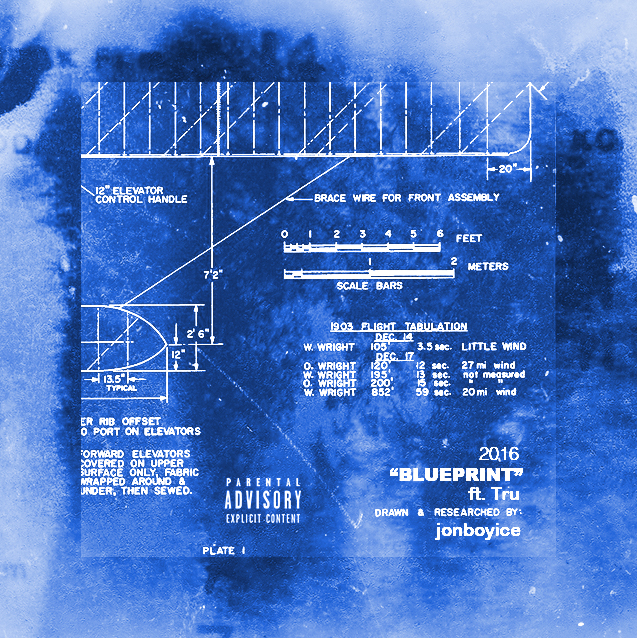 20"
12" ELEVATOR
CONTROL HANDLE
BRACE WIRE FOR FRONT ASSEMBLY
0 1 2 3 4 5 6 FEET
7'2"
1 2 METERS
SCALE BARS
1903 FLIGHT TABULATION
DEC. 14
W. WRIGHT 105' 3.5 sec. LITTLE WIND
DEC. 17
O. WRIGHT 120' 12 sec. 27 mi wind
W. WRIGHT 195' 13 sec. not measured
O. WRIGHT 200' 15 sec. " "
W. WRIGHT 852' 59 sec. 20 mi wind
2' 6"
12"
13.5"
TYPICAL
ER RIB OFFSET
O PORT ON ELEVATORS
FORWARD ELEVATORS
COVERED ON UPPER
SURFACE ONLY, FABRIC
WRAPPED AROUND &
UNDER, THEN SEWED.
PARENTAL
ADVISORY
EXPLICIT CONTENT
PLATE 1
2016
“BLUEPRINT”
ft. Tru
DRAWN & RESEARCHED BY:
jonboyice